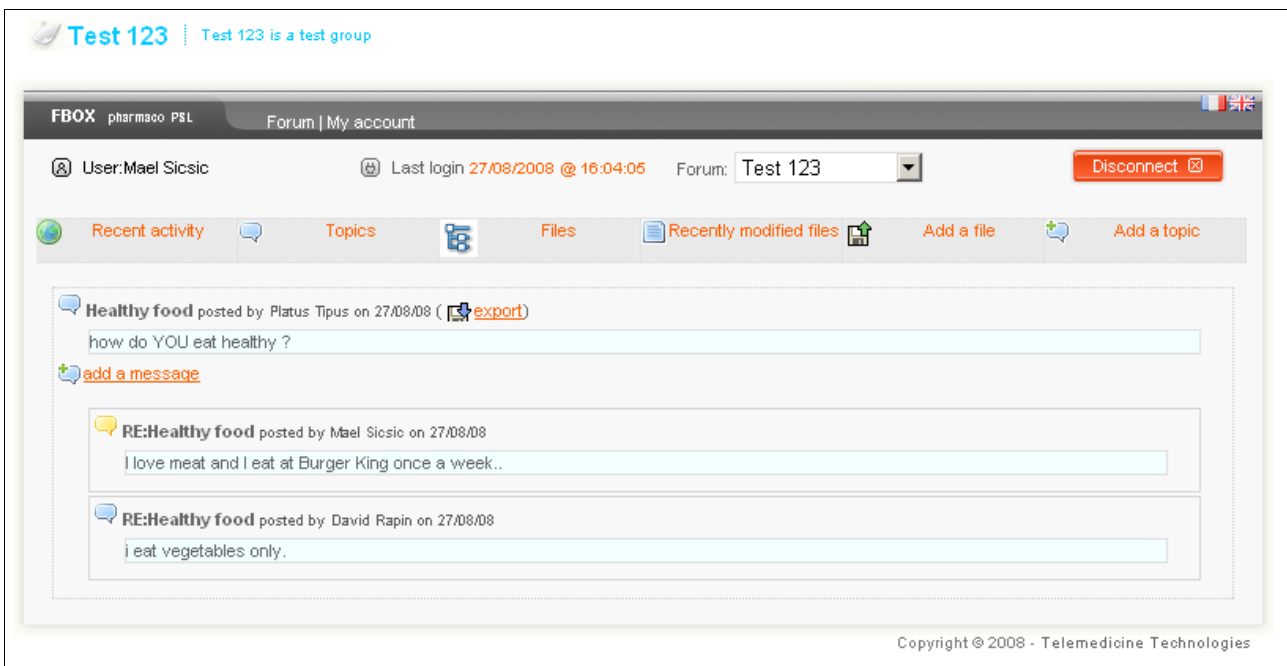 Test 123 Test 123 is a test group
FBOX pharmaco PSL Forum | My account
User:Mael Sicsic Last login 27/08/2008 @ 16:04:05 Forum: Test 123 Disconnect
Recent activity Topics Files Recently modified files Add a file Add a topic
Healthy food posted by Platus Tipus on 27/08/08 ( export)
how do YOU eat healthy ?
add a message
RE:Healthy food posted by Mael Sicsic on 27/08/08
I love meat and I eat at Burger King once a week..
RE:Healthy food posted by David Rapin on 27/08/08
i eat vegetables only.
Copyright © 2008 - Telemedicine Technologies